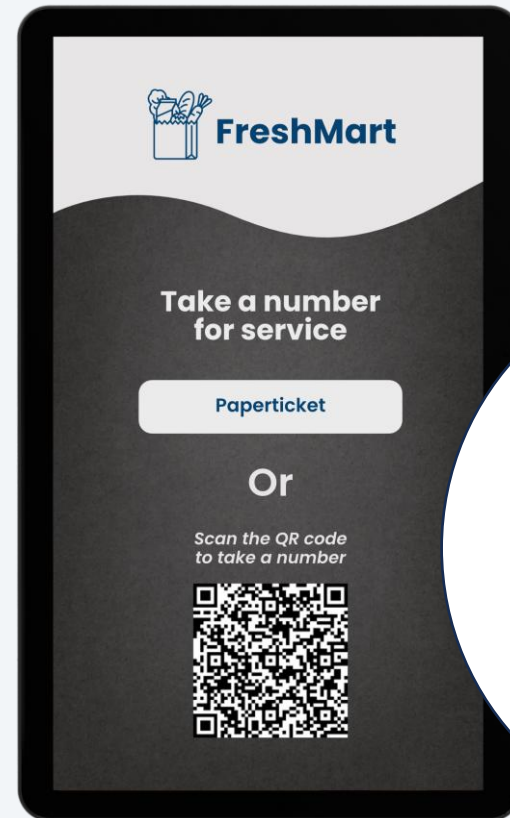 FreshMart
Take a number
for service
Paperticket
Or
Scan the QR code
to take a number